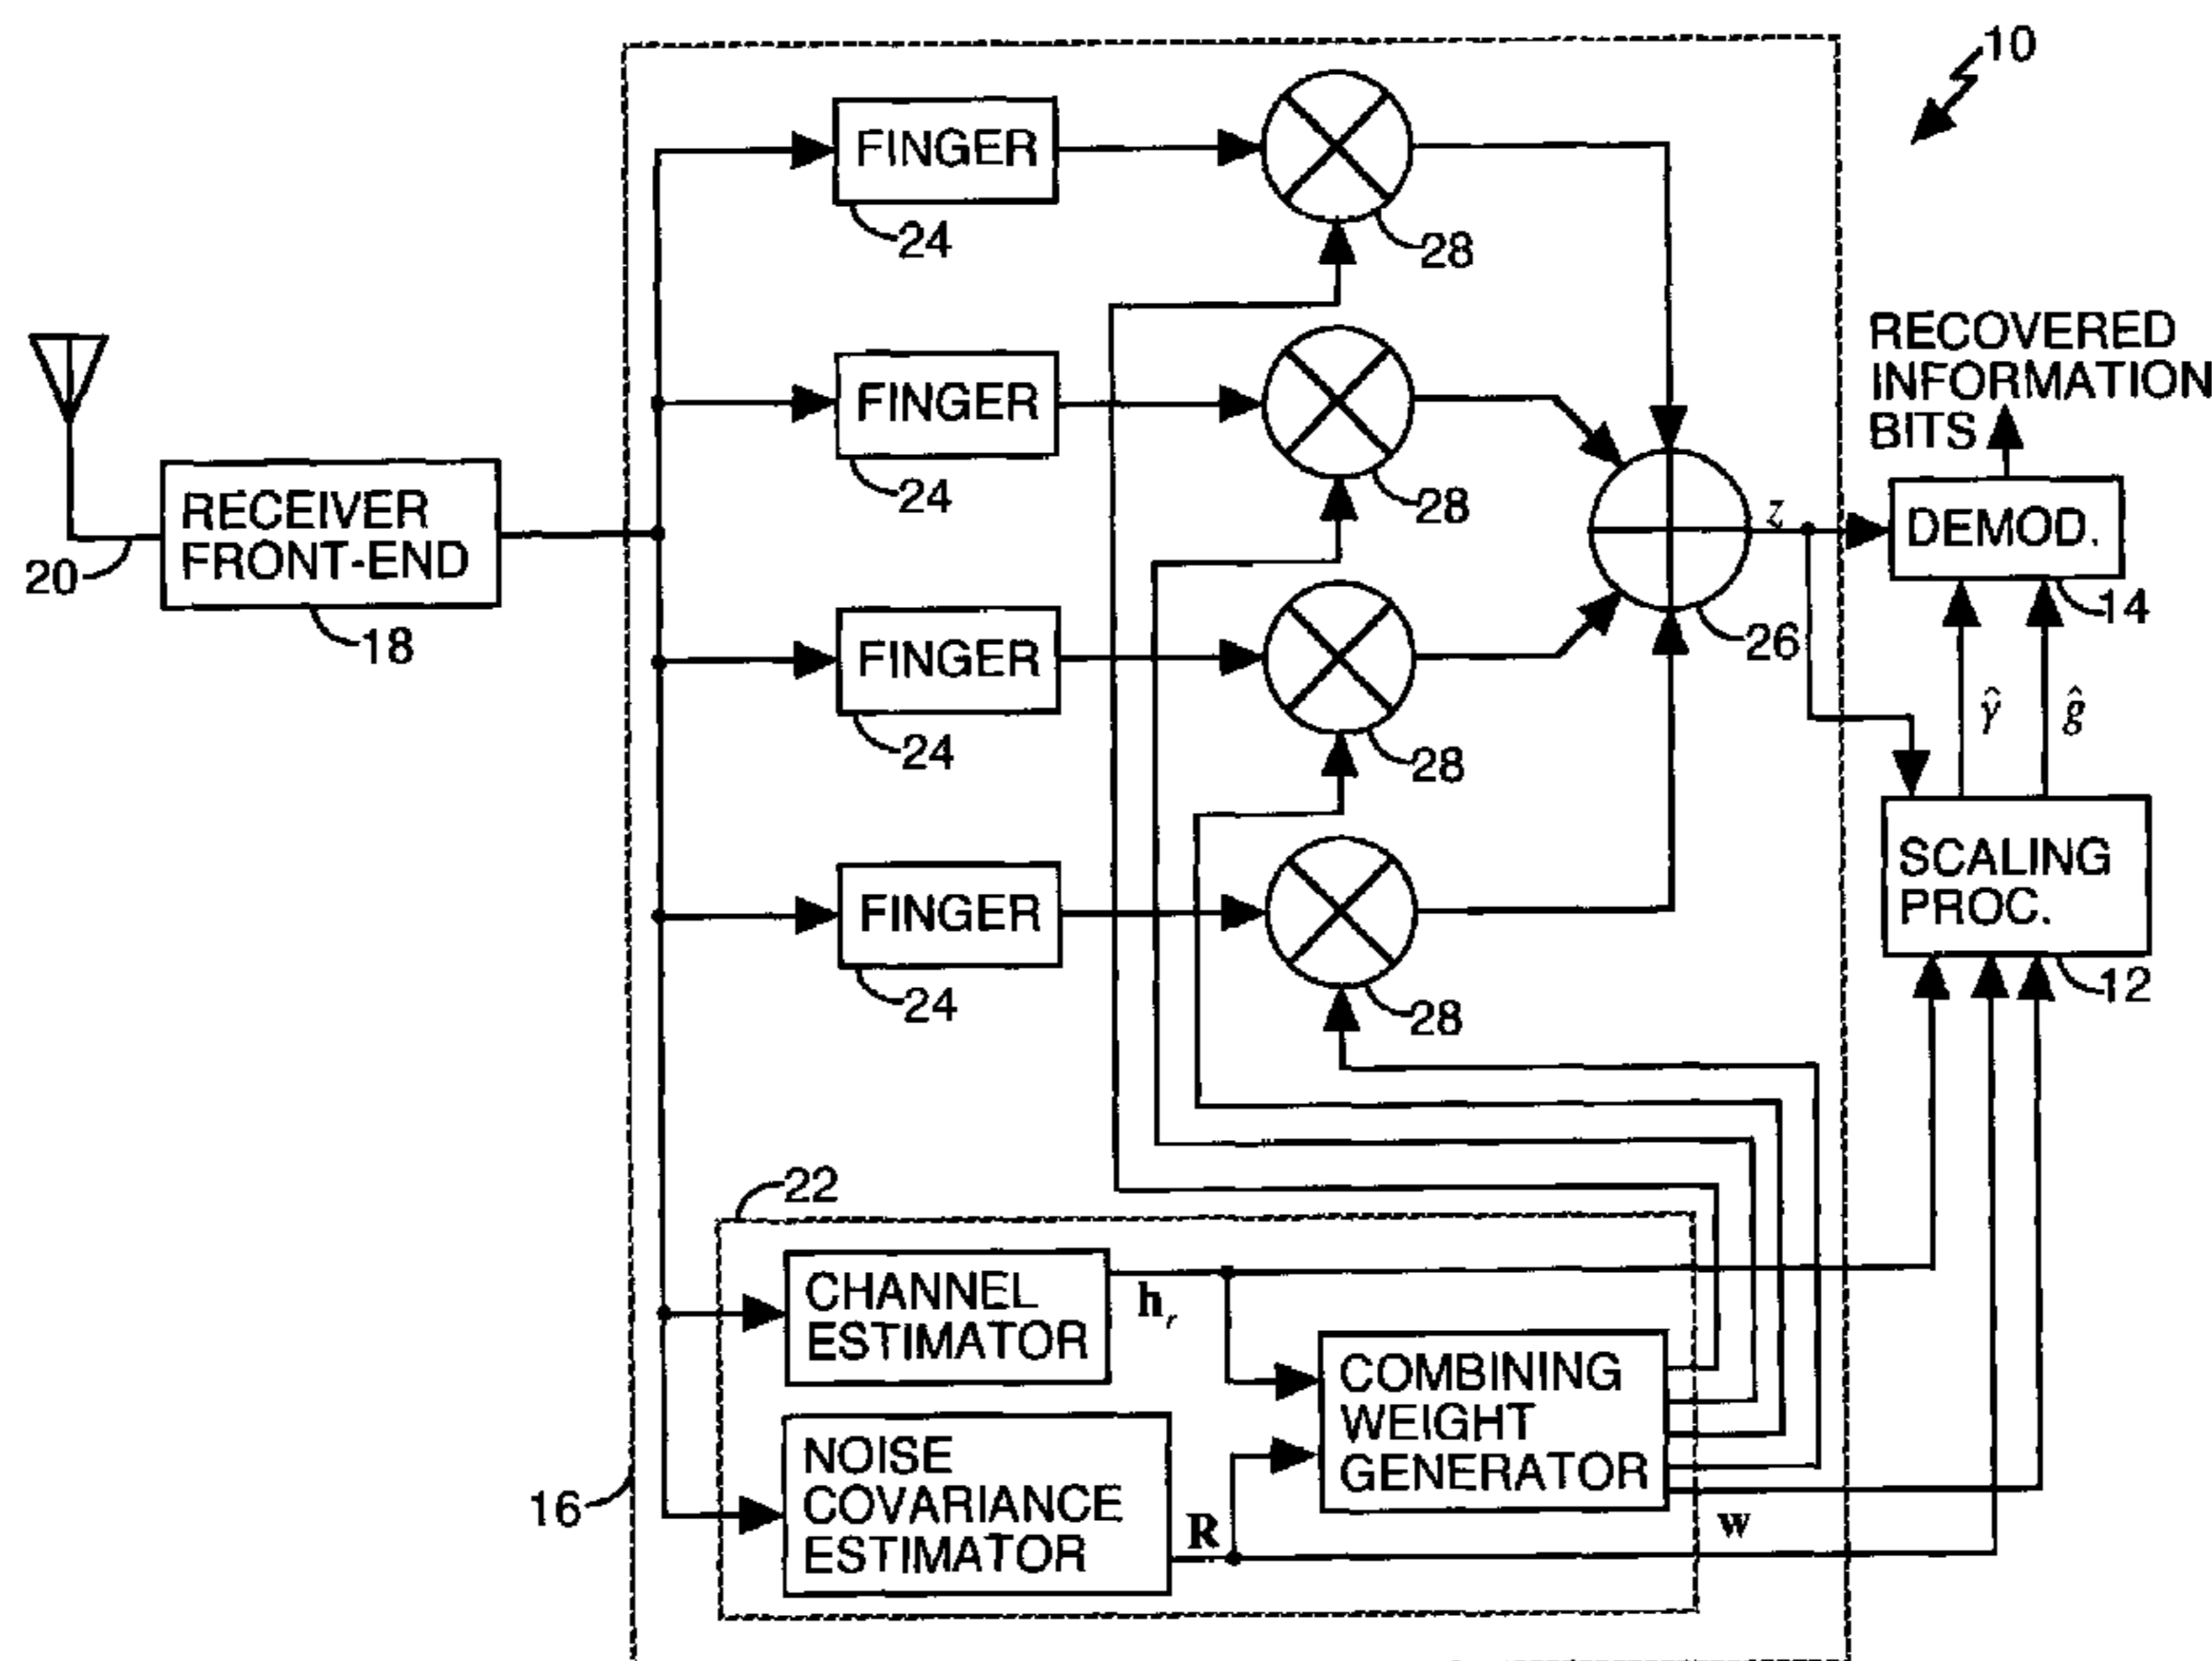 10
FINGER
24
28
FINGER
24
28
RECOVERED
INFORMATION
BITS
RECEIVER
FRONT-END
20
18
z
DEMOD.
14
26
FINGER
24
28
γ̂
ĝ
SCALING
PROC.
12
FINGER
24
28
22
CHANNEL
ESTIMATOR
h_r
COMBINING
WEIGHT
GENERATOR
NOISE
COVARIANCE
ESTIMATOR
R
w
16